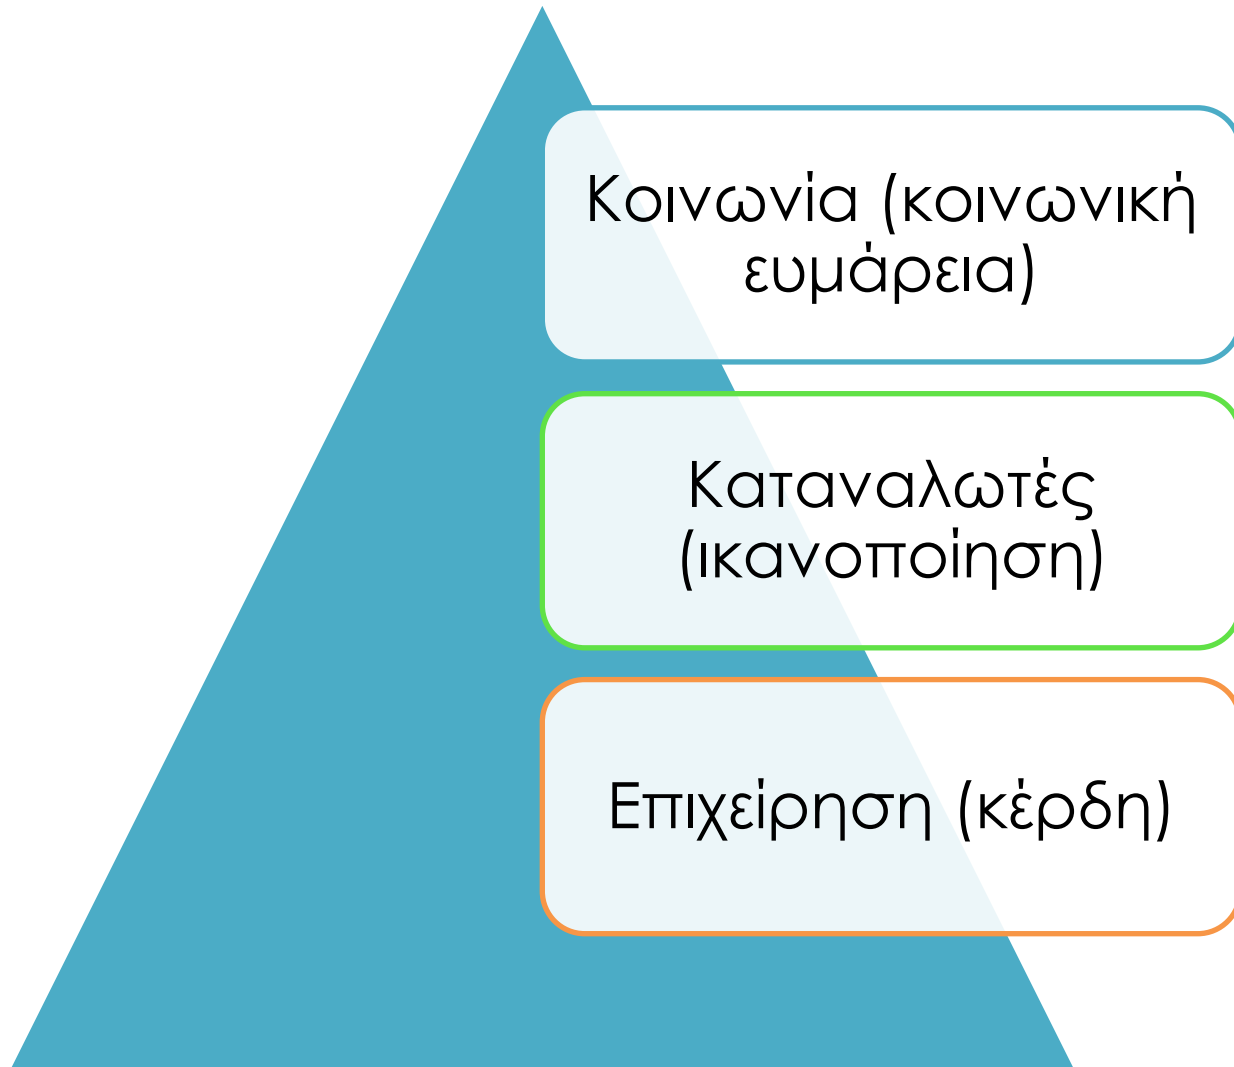 Κοινωνία (κοινωνική
ευμάρεια)
Καταναλωτές
(ικανοποίηση)
Επιχείρηση (κέρδη)